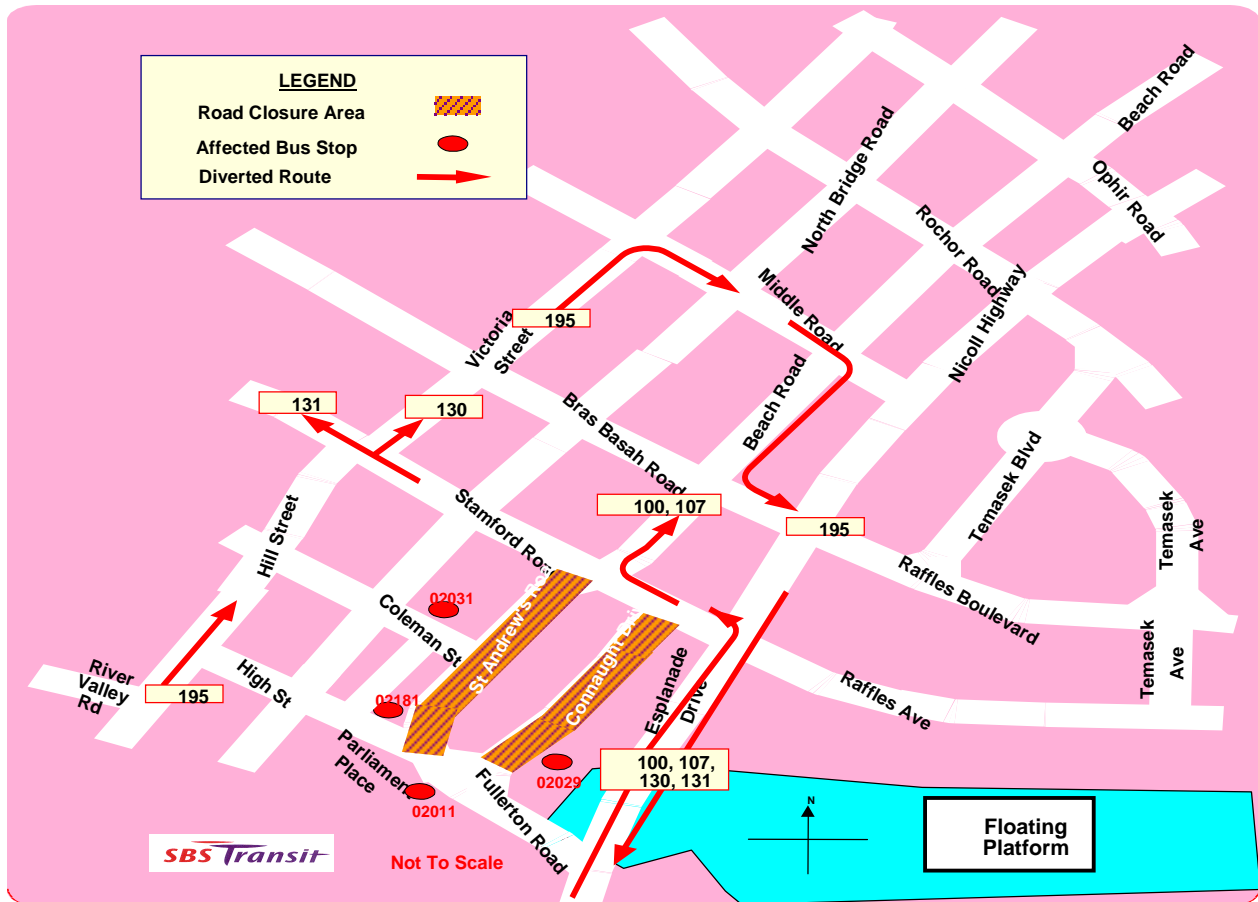 LEGEND
Road Closure Area
Affected Bus Stop
Diverted Route
Beach Road
North Bridge Road
Ophir Road
Rochor Road
Nicoll Highway
Middle Road
Victoria
Street
195
Beach Road
131
130
Bras Basah Road
Temasek Blvd
Temasek
Ave
Stamford Road
100, 107
195
Hill Street
Raffles Boulevard
02031
Coleman St
St Andrew's
Connaught
River
Valley
Rd
195
High St
02181
Esplanade
Drive
Raffles Ave
Temasek
Ave
Parliament
Place
02029
100, 107,
130, 131
02011
Fullerton Road
N
Floating
Platform
SBS Transit
Not To Scale